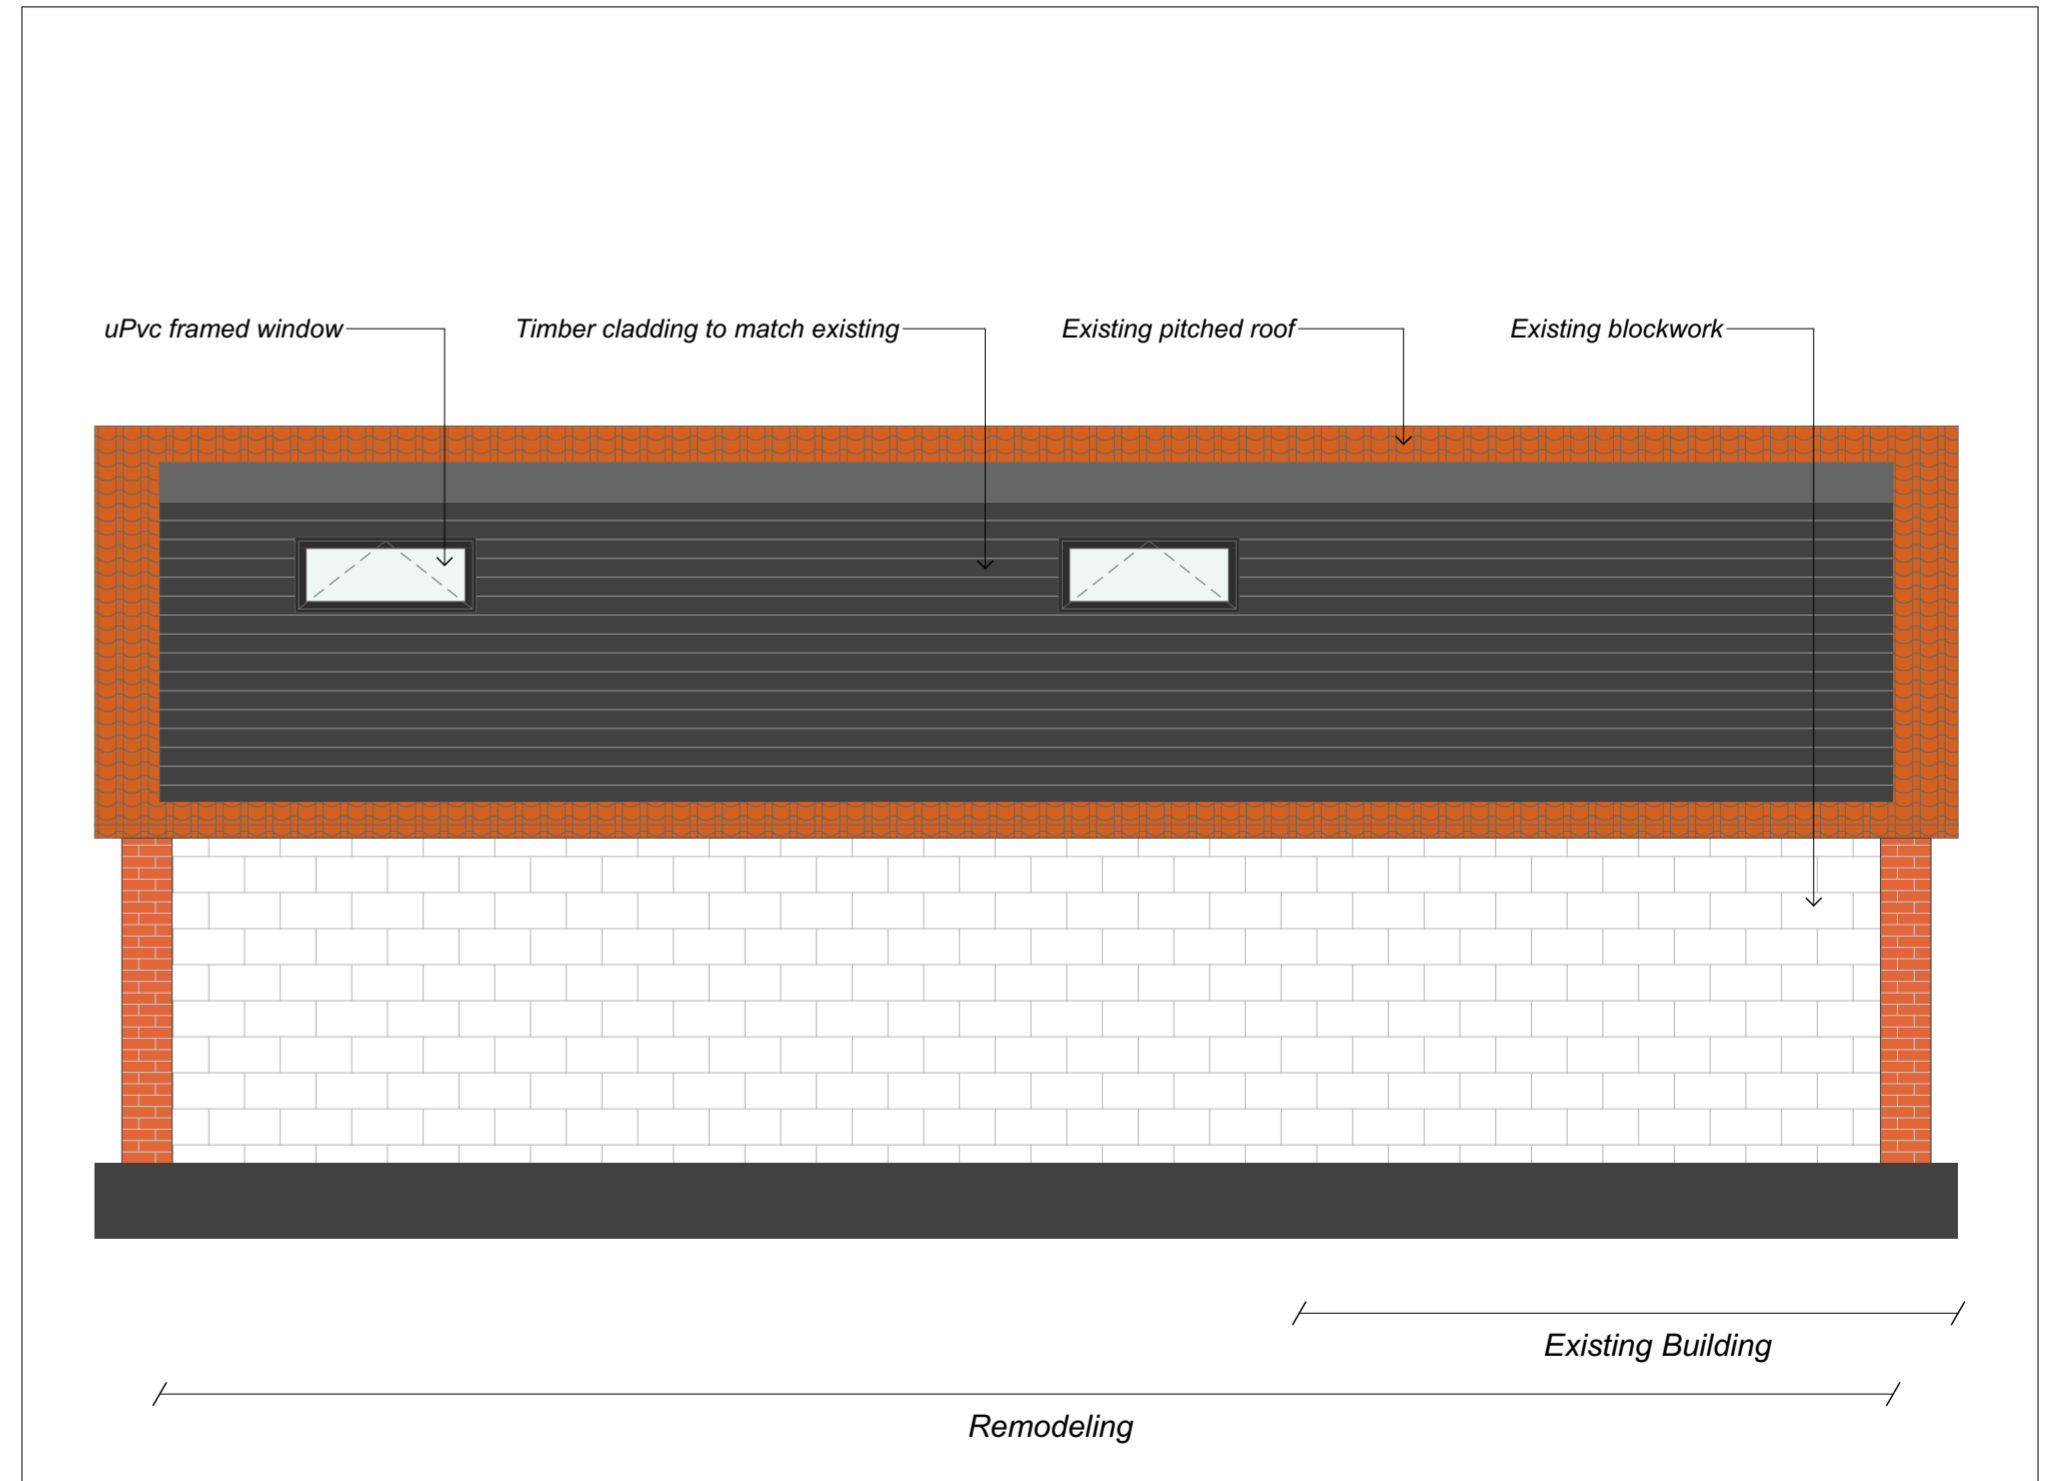 uPvc framed window
Timber cladding to match existing
Existing pitched roof
Existing blockwork
Existing Building
Remodeling